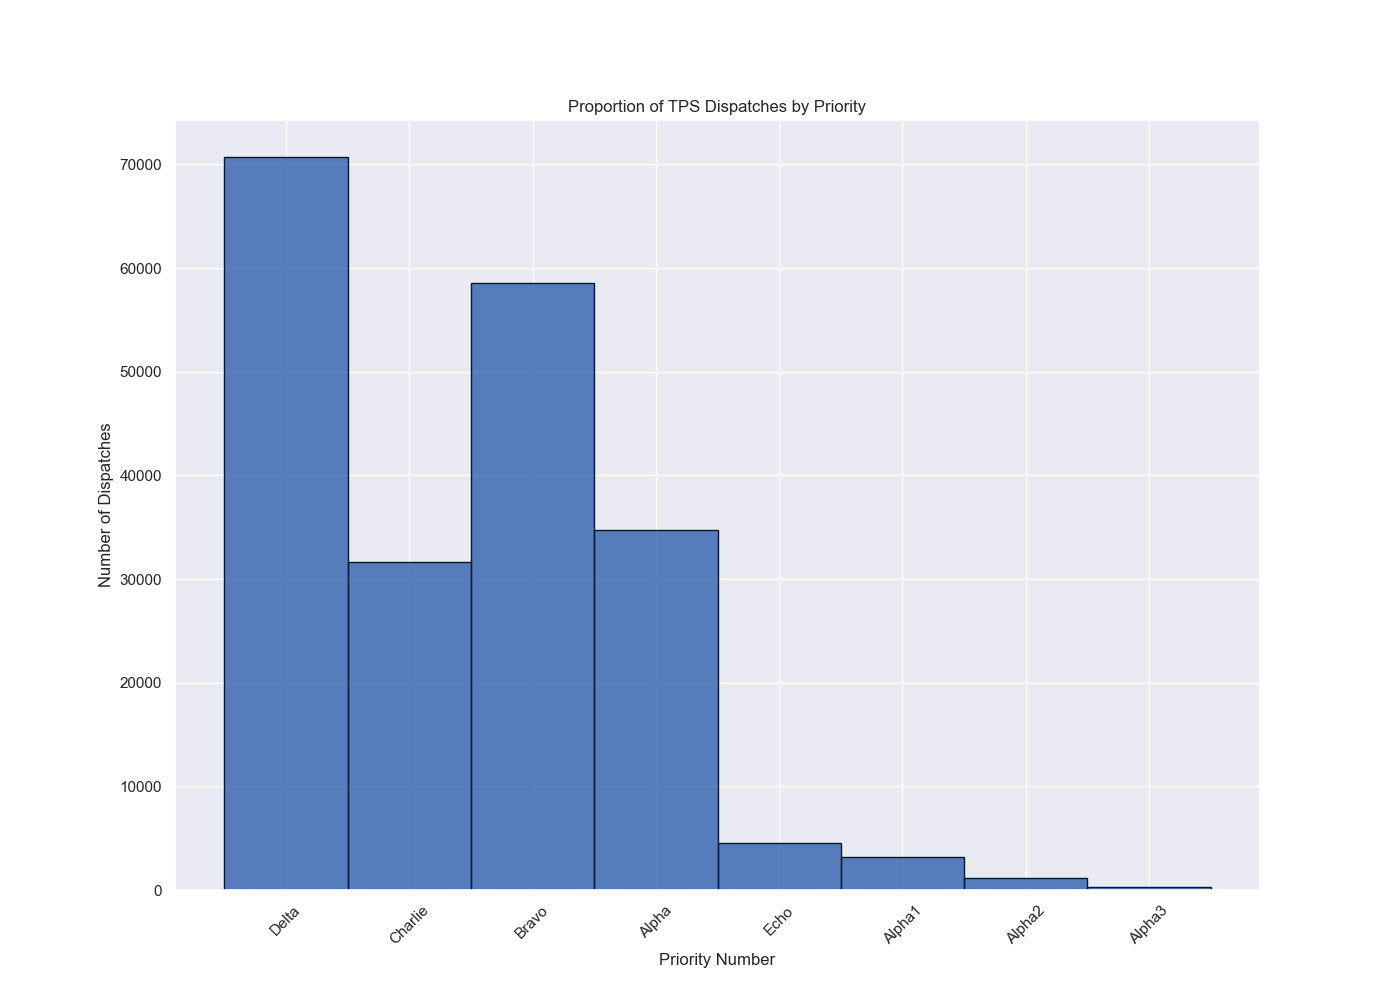 Proportion of TPS Dispatches by Priority
70000
60000
50000
40000
30000
20000
10000
0
Number of Dispatches
Delta
Charlie
Bravo
Alpha
Echo
Alpha1
Alpha2
Alpha3
Priority Number